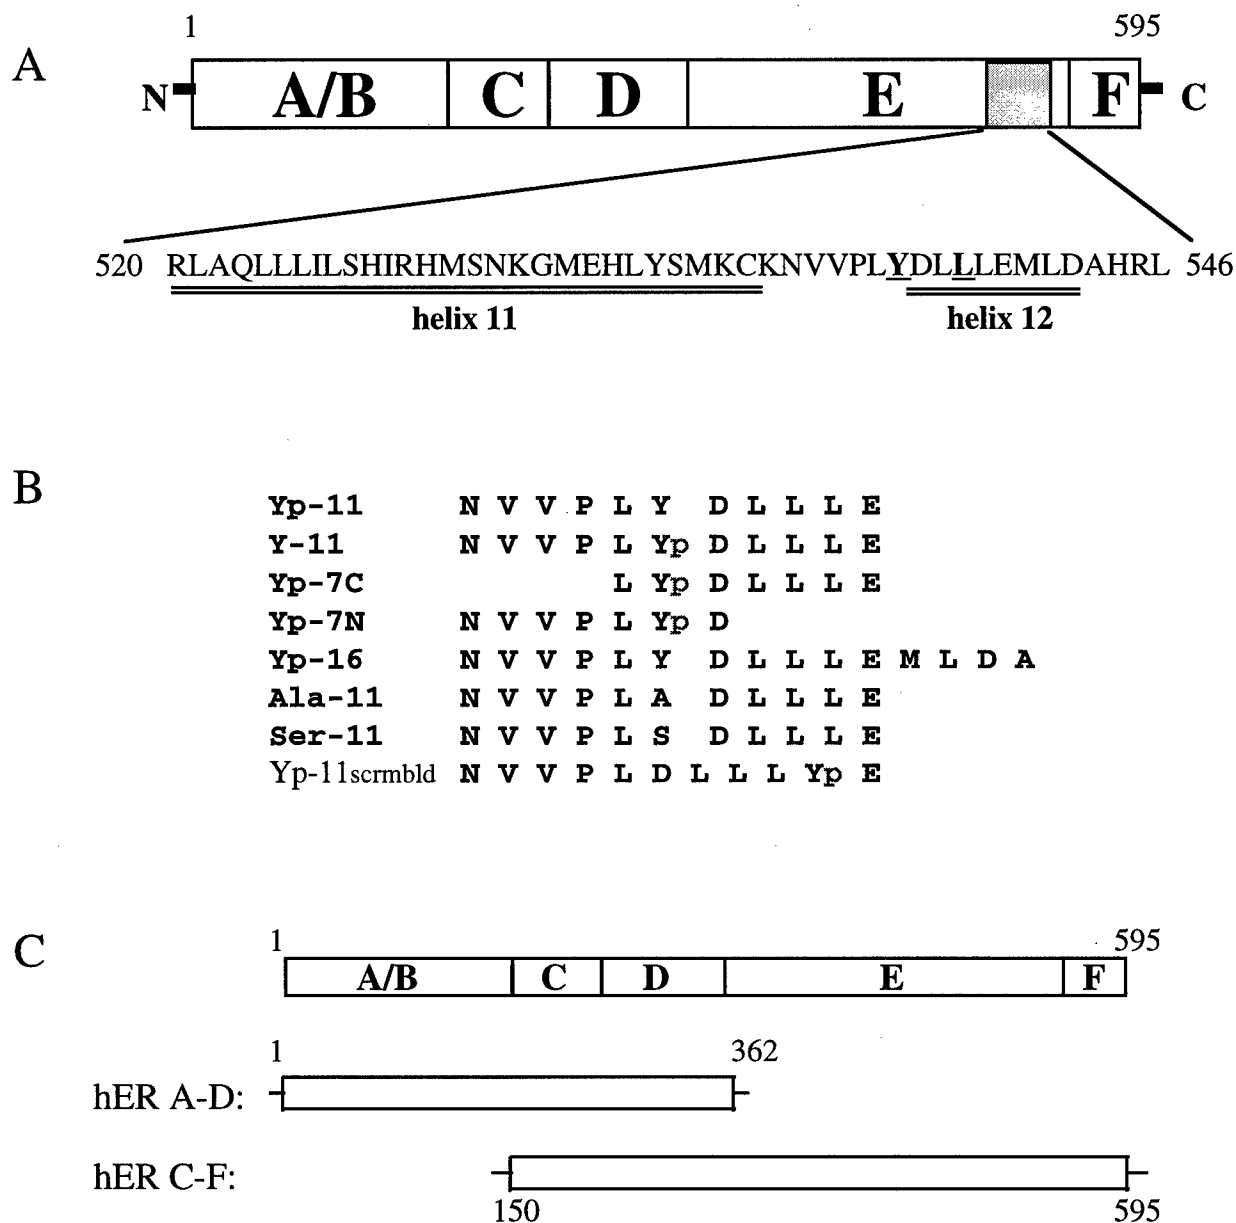 1 595
A
N A/B C D E F C
520 RLAQLLLILSHIRHMSNKGMEHLYSMKCKNVVPLYDLLLEMLDAHRL 546
helix 11 helix 12
B
Yp-11 N V V P L Y D L L L E
Y-11 N V V P L Yp D L L L E
Yp-7C L Yp D L L L E
Yp-7N N V V P L Yp D
Yp-16 N V V P L Y D L L L E M L D A
Ala-11 N V V P L A D L L L E
Ser-11 N V V P L S D L L L E
Yp-11scrmbld N V V P L D L L L Yp E
C
1 595
A/B C D E F
1 362
hER A-D:
hER C-F:
150 595